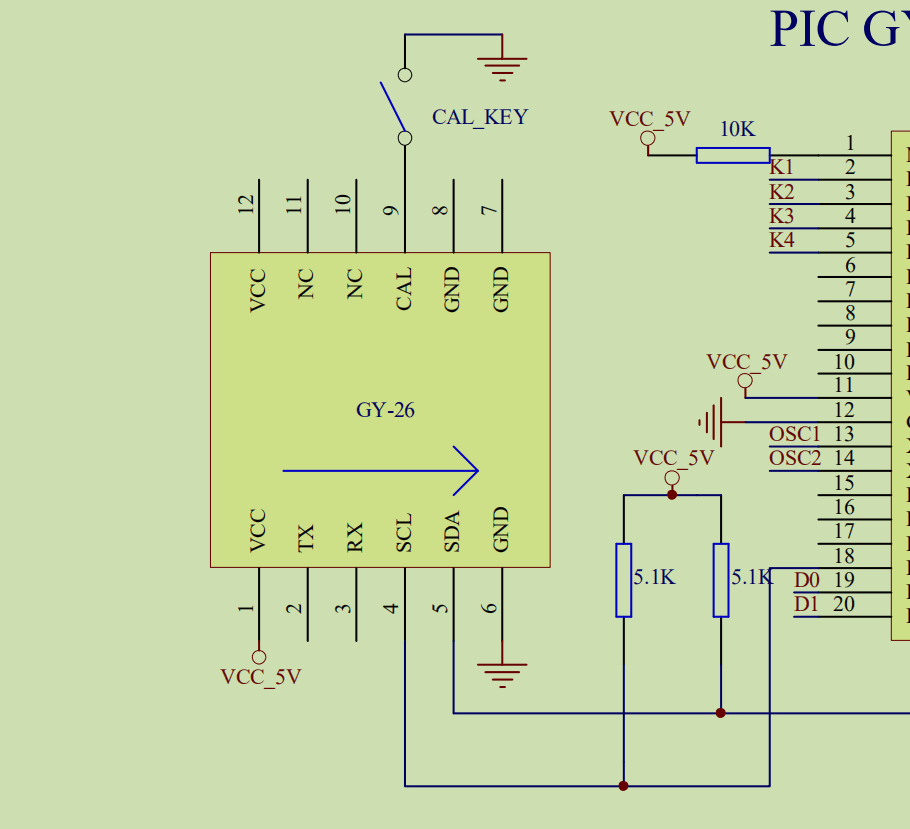 PIC GY
CAL_KEY
VCC_5V
10K
1
K1 2
K2 3
K3 4
K4 5
6
7
8
9
10
11
12
OSC1 13
OSC2 14
15
16
17
18
D0 19
D1 20
12 11 10 9 8 7
VCC NC NC CAL GND GND
GY-26
VCC TX RX SCL SDA GND
1 2 3 4 5 6
VCC_5V
VCC_5V
VCC_5V
5.1K 5.1K